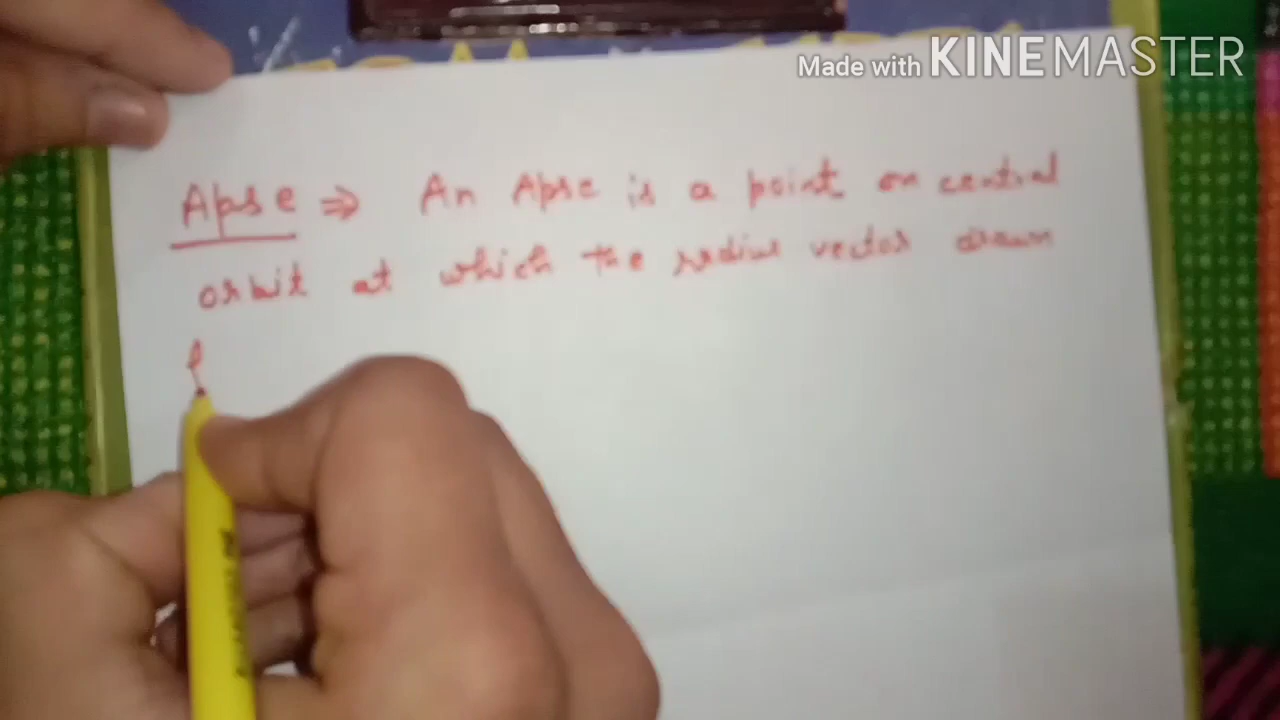 Made with KINEMASTER
Apse ⇒ An Apse is a point on central
orbit at which the radius vector drawn
f